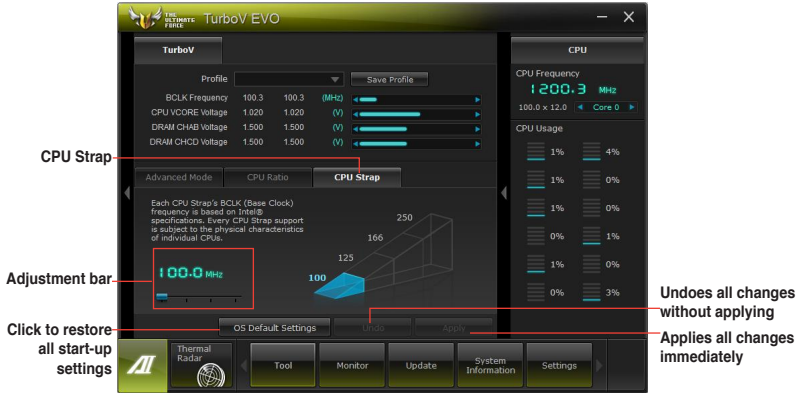 THE
ULTIMATE
FORCE
TurboV EVO
TurboV
CPU
Profile
Save Profile
BCLK Frequency 100.3 100.3 (MHz)
CPU VCORE Voltage 1.020 1.020 (V)
DRAM CHAB Voltage 1.500 1.500 (V)
DRAM CHCD Voltage 1.500 1.500 (V)
CPU Frequency
1200.3 MHz
100.0 x 12.0 Core 0
CPU Usage
1% 4%
1% 0%
1% 0%
0% 1%
1% 0%
0% 3%
CPU Strap
Advanced Mode CPU Ratio CPU Strap
Each CPU Strap's BCLK (Base Clock)
frequency is based on Intel®
specifications. Every CPU Strap support
is subject to the physical characteristics
of individual CPUs.
250
166
125
100
Adjustment bar
100.0 MHz
Click to restore
all start-up
settings
OS Default Settings Undo Apply
Undoes all changes
without applying
Applies all changes
immediately
AI
Thermal
Radar
Tool
Monitor
Update
System
Information
Settings